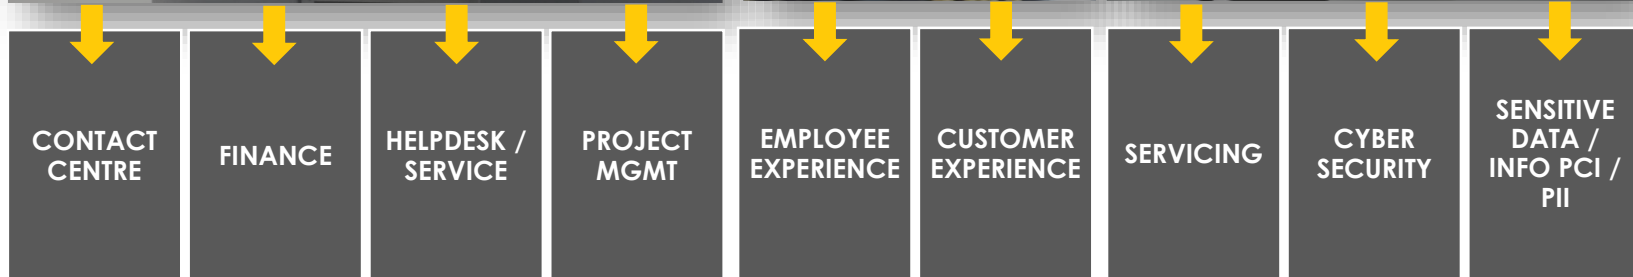 CONTACT
CENTRE
FINANCE
HELPDESK /
SERVICE
PROJECT
MGMT
EMPLOYEE
EXPERIENCE
CUSTOMER
EXPERIENCE
SERVICING
CYBER
SECURITY
SENSITIVE
DATA /
INFO PCI /
PII